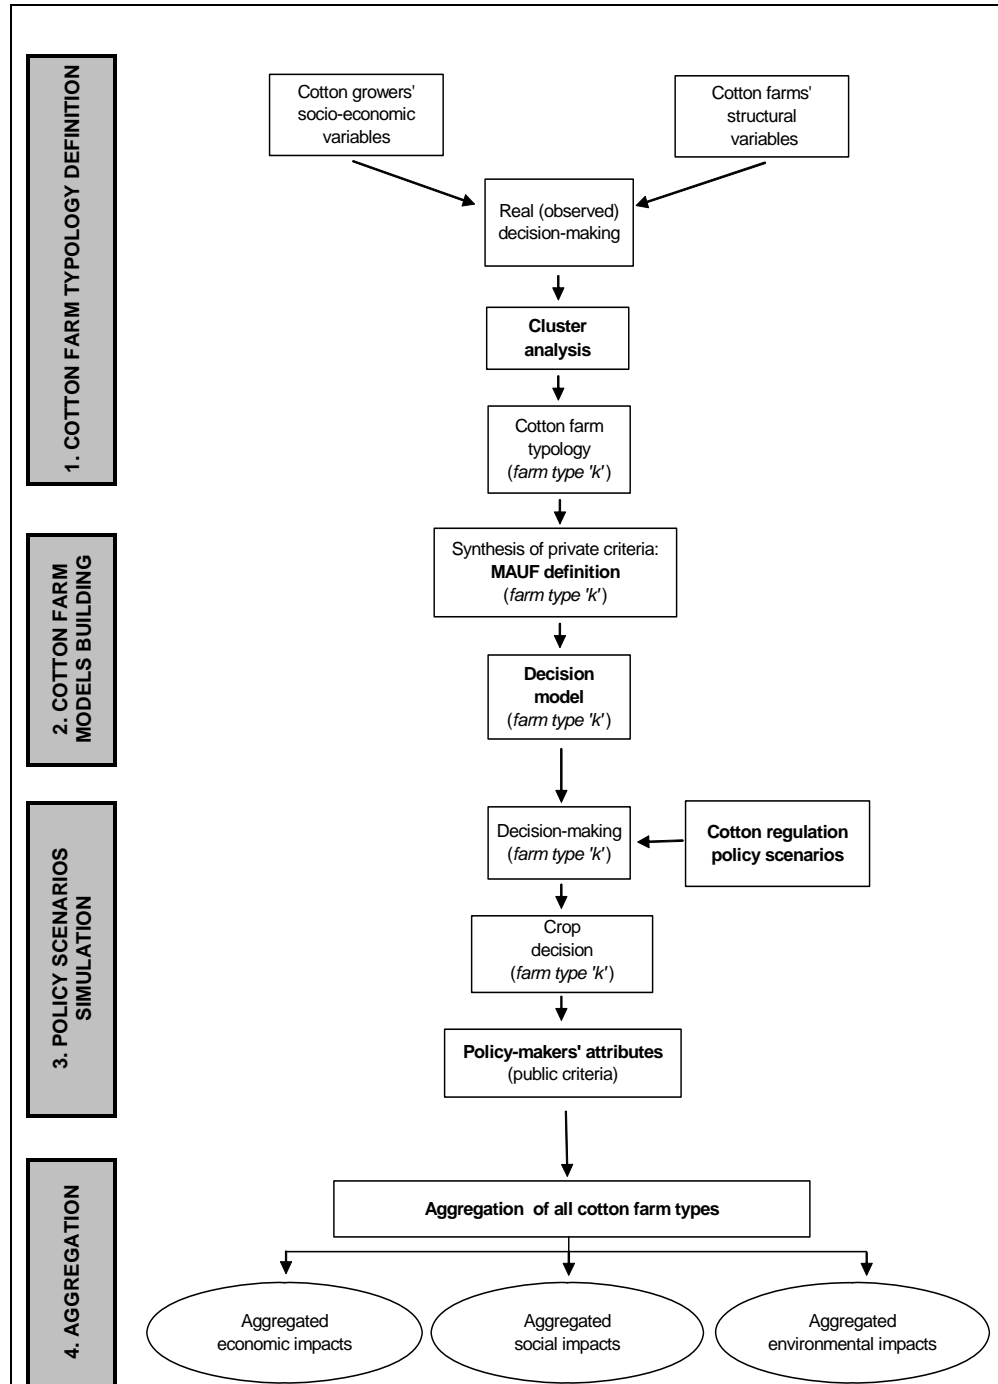 1. COTTON FARM TYPOLOGY DEFINITION
Cotton growers'
socio-economic
variables
Cotton farms'
structural
variables
Real (observed)
decision-making
Cluster
analysis
Cotton farm
typology
(farm type 'k')
2. COTTON FARM
MODELS BUILDING
Synthesis of private criteria:
MAUF definition
(farm type 'k')
Decision
model
(farm type 'k')
3. POLICY SCENARIOS
SIMULATION
Decision-making
(farm type 'k')
Cotton regulation
policy scenarios
Crop
decision
(farm type 'k')
Policy-makers' attributes
(public criteria)
4. AGGREGATION
Aggregation of all cotton farm types
Aggregated
economic impacts
Aggregated
social impacts
Aggregated
environmental impacts